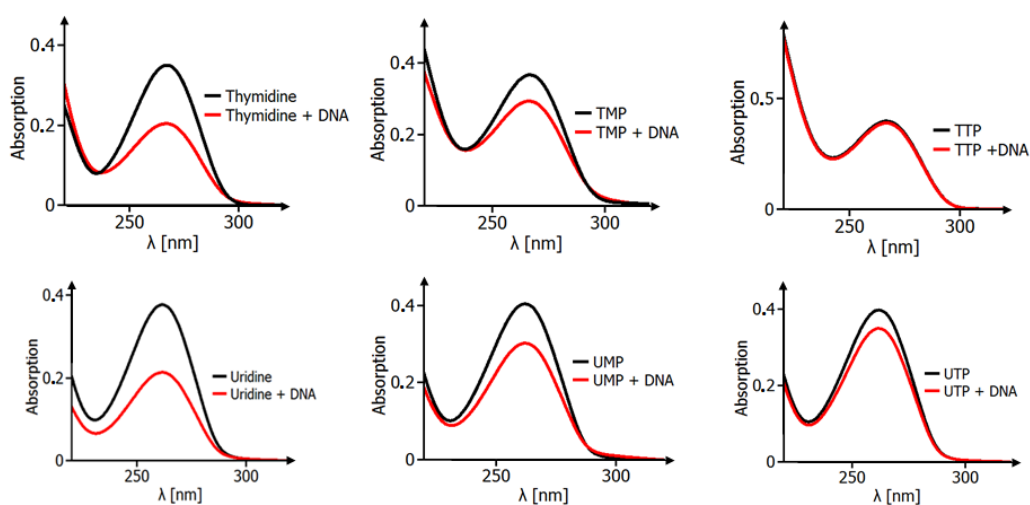 Absorption
0.4
0.2
0
250
300
λ [nm]
Thymidine
Thymidine + DNA
Absorption
0.4
0.2
0
250
300
λ [nm]
TMP
TMP + DNA
Absorption
0.5
0
250
300
λ [nm]
TTP
TTP +DNA
Absorption
0.4
0.2
0
250
300
λ [nm]
Uridine
Uridine + DNA
Absorption
0.4
0.2
0
250
300
λ [nm]
UMP
UMP + DNA
Absorption
0.4
0.2
0
250
300
λ [nm]
UTP
UTP + DNA